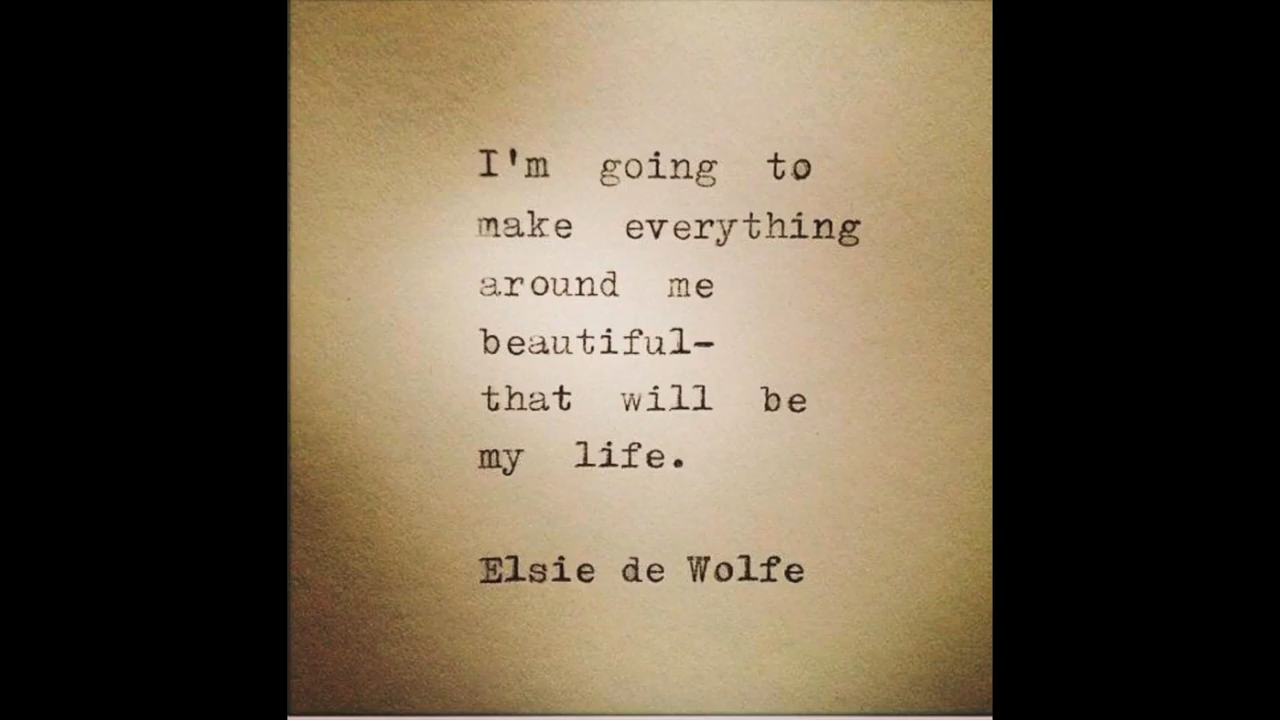 I'm going to
make everything
around me
beautiful-
that will be
my life.
Elsie de Wolfe